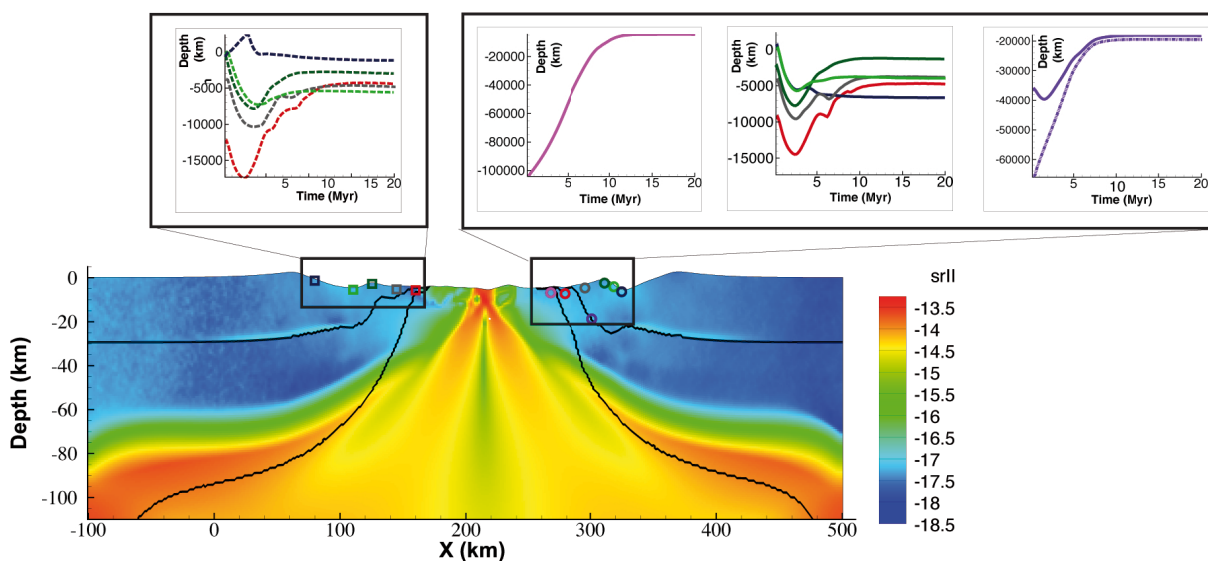 Depth
(km)
0
-5000
-10000
-15000
5 10 15 20
Time (Myr)
Depth
(km)
-20000
-40000
-60000
-80000
-100000
5 10 15 20
Time (Myr)
Depth
(km)
0
-5000
-10000
-15000
5 10 15 20
Time (Myr)
Depth
(km)
-20000
-30000
-40000
-50000
-60000
5 10 15 20
Time (Myr)
Depth (km)
0
-20
-40
-60
-80
-100
-100 0 100 200 300 400 500
X (km)
srII
-13.5
-14
-14.5
-15
-15.5
-16
-16.5
-17
-17.5
-18
-18.5